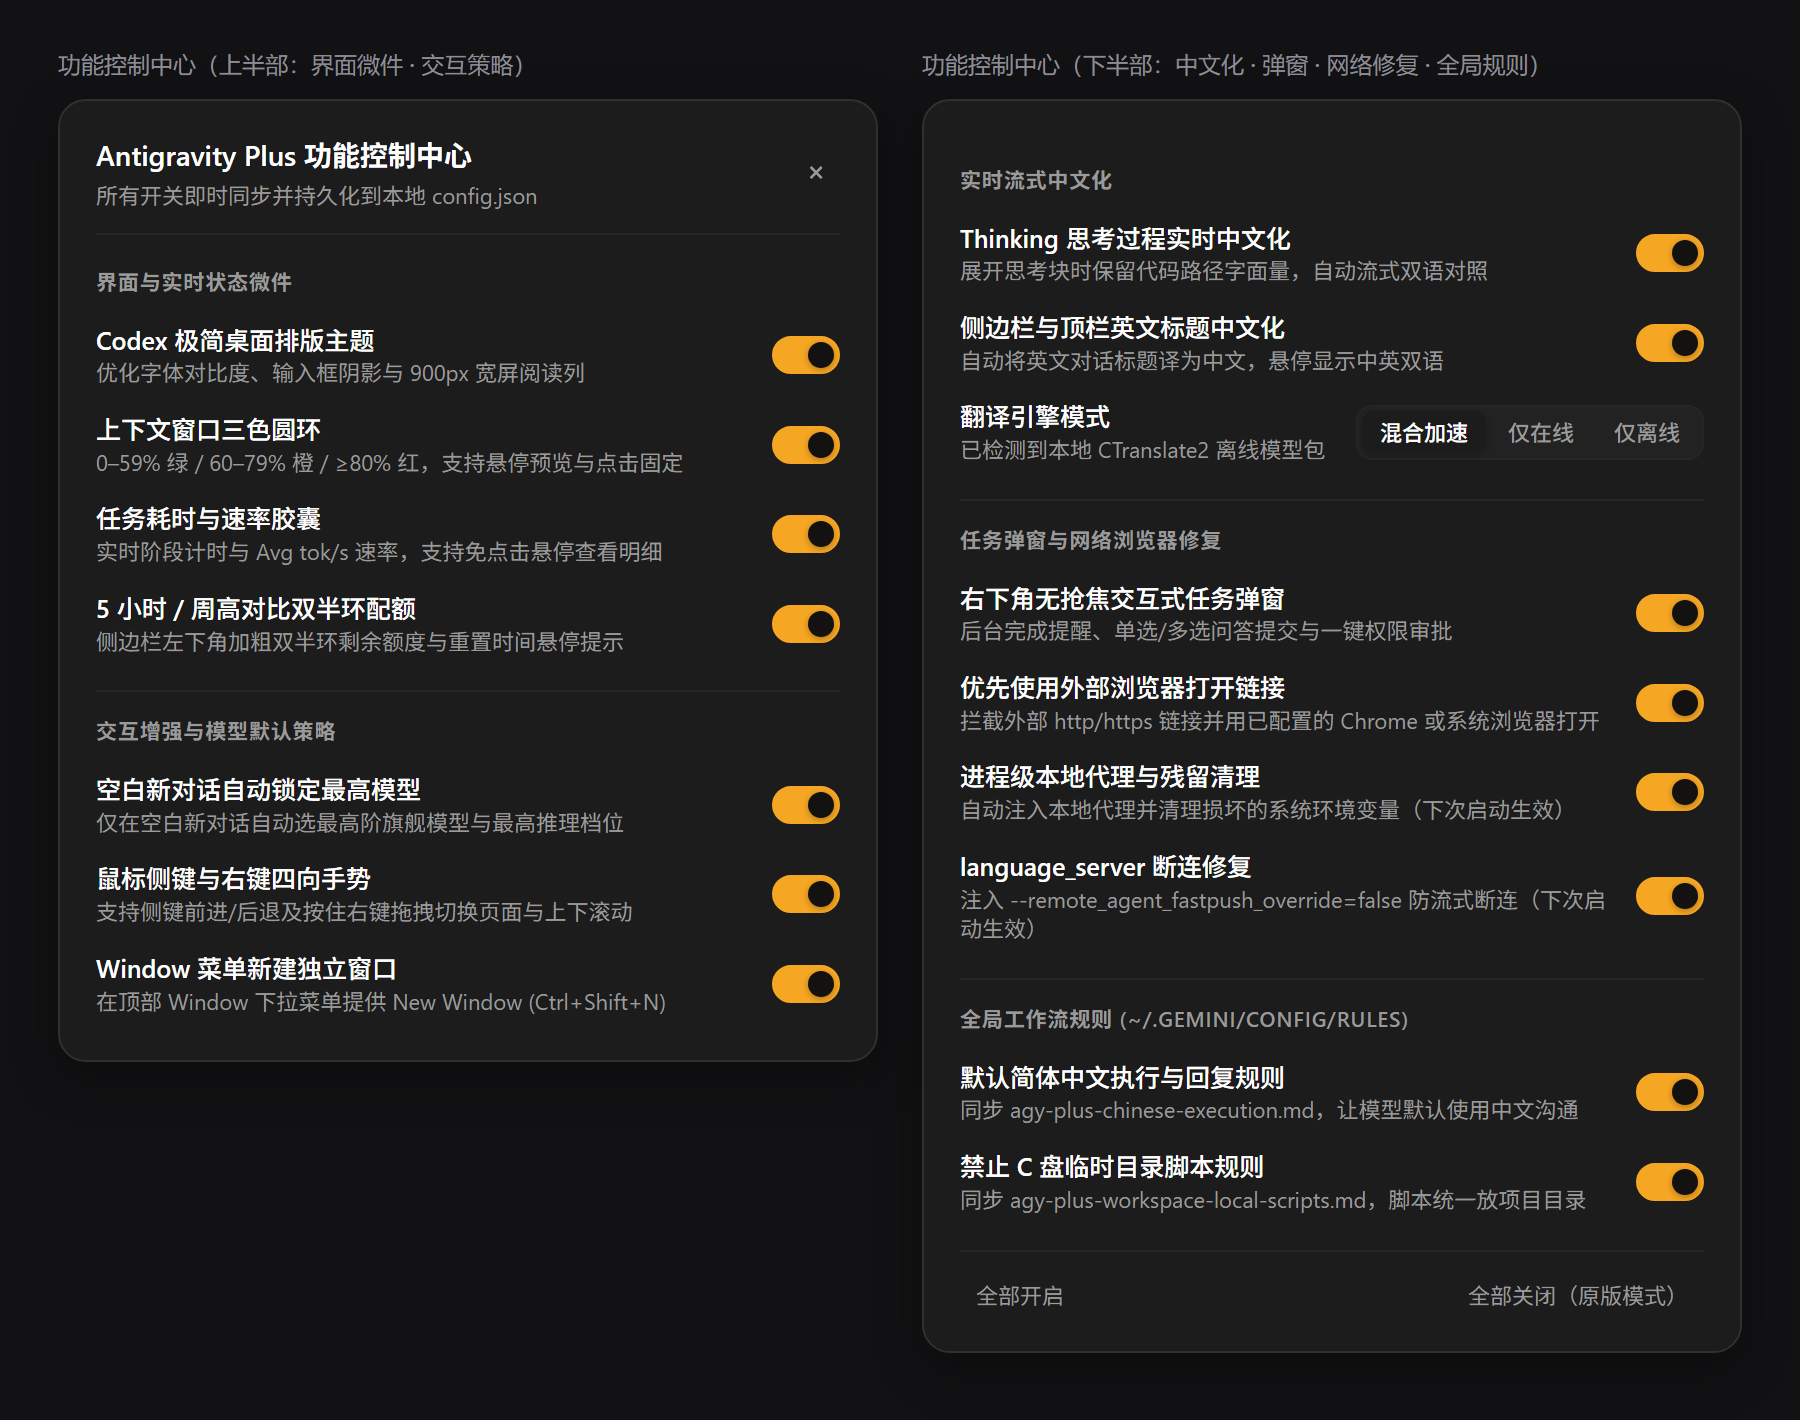 功能控制中心（上半部：界面微件 · 交互策略）
Antigravity Plus 功能控制中心
所有开关即时同步并持久化到本地 config.json
×
界面与实时状态微件
Codex 极简桌面排版主题
优化字体对比度、输入框阴影与 900px 宽屏阅读列
上下文窗口三色圆环
0–59% 绿 / 60–79% 橙 / ≥80% 红，支持悬停预览与点击固定
任务耗时与速率胶囊
实时阶段计时与 Avg tok/s 速率，支持免点击悬停查看明细
5 小时 / 周高对比双半环配额
侧边栏左下角加粗双半环剩余额度与重置时间悬停提示
交互增强与模型默认策略
空白新对话自动锁定最高模型
仅在空白新对话自动选最高阶旗舰模型与最高推理档位
鼠标侧键与右键四向手势
支持侧键前进/后退及按住右键拖拽切换页面与上下滚动
Window 菜单新建独立窗口
在顶部 Window 下拉菜单提供 New Window (Ctrl+Shift+N)
功能控制中心（下半部：中文化 · 弹窗 · 网络修复 · 全局规则）
实时流式中文化
Thinking 思考过程实时中文化
展开思考块时保留代码路径字面量，自动流式双语对照
侧边栏与顶栏英文标题中文化
自动将英文对话标题译为中文，悬停显示中英双语
翻译引擎模式
已检测到本地 CTranslate2 离线模型包
混合加速 仅在线 仅离线
任务弹窗与网络浏览器修复
右下角无抢焦交互式任务弹窗
后台完成提醒、单选/多选问答提交与一键权限审批
优先使用外部浏览器打开链接
拦截外部 http/https 链接并用已配置的 Chrome 或系统浏览器打开
进程级本地代理与残留清理
自动注入本地代理并清理损坏的系统环境变量（下次启动生效）
language_server 断连修复
注入 --remote_agent_fastpush_override=false 防流式断连（下次启
动生效）
全局工作流规则 (~/.GEMINI/CONFIG/RULES)
默认简体中文执行与回复规则
同步 agy-plus-chinese-execution.md，让模型默认使用中文沟通
禁止 C 盘临时目录脚本规则
同步 agy-plus-workspace-local-scripts.md，脚本统一放项目目录
全部开启
全部关闭（原版模式）